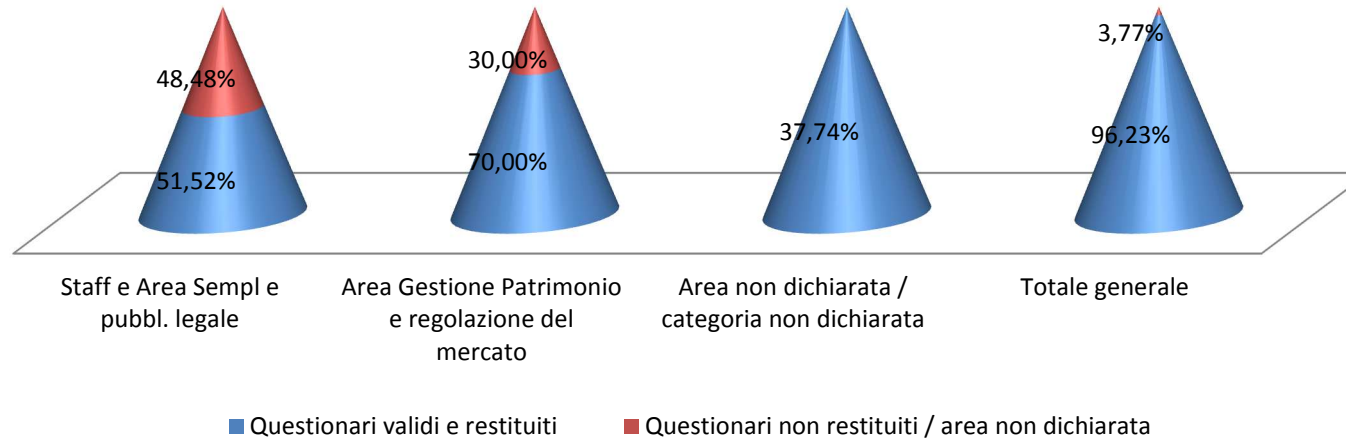 48,48%
51,52%
30,00%
70,00%
37,74%
3,77%
96,23%
Staff e Area Sempl e
pubbl. legale
Area Gestione Patrimonio
e regolazione del
mercato
Area non dichiarata /
categoria non dichiarata
Totale generale
Questionari validi e restituiti
Questionari non restituiti / area non dichiarata